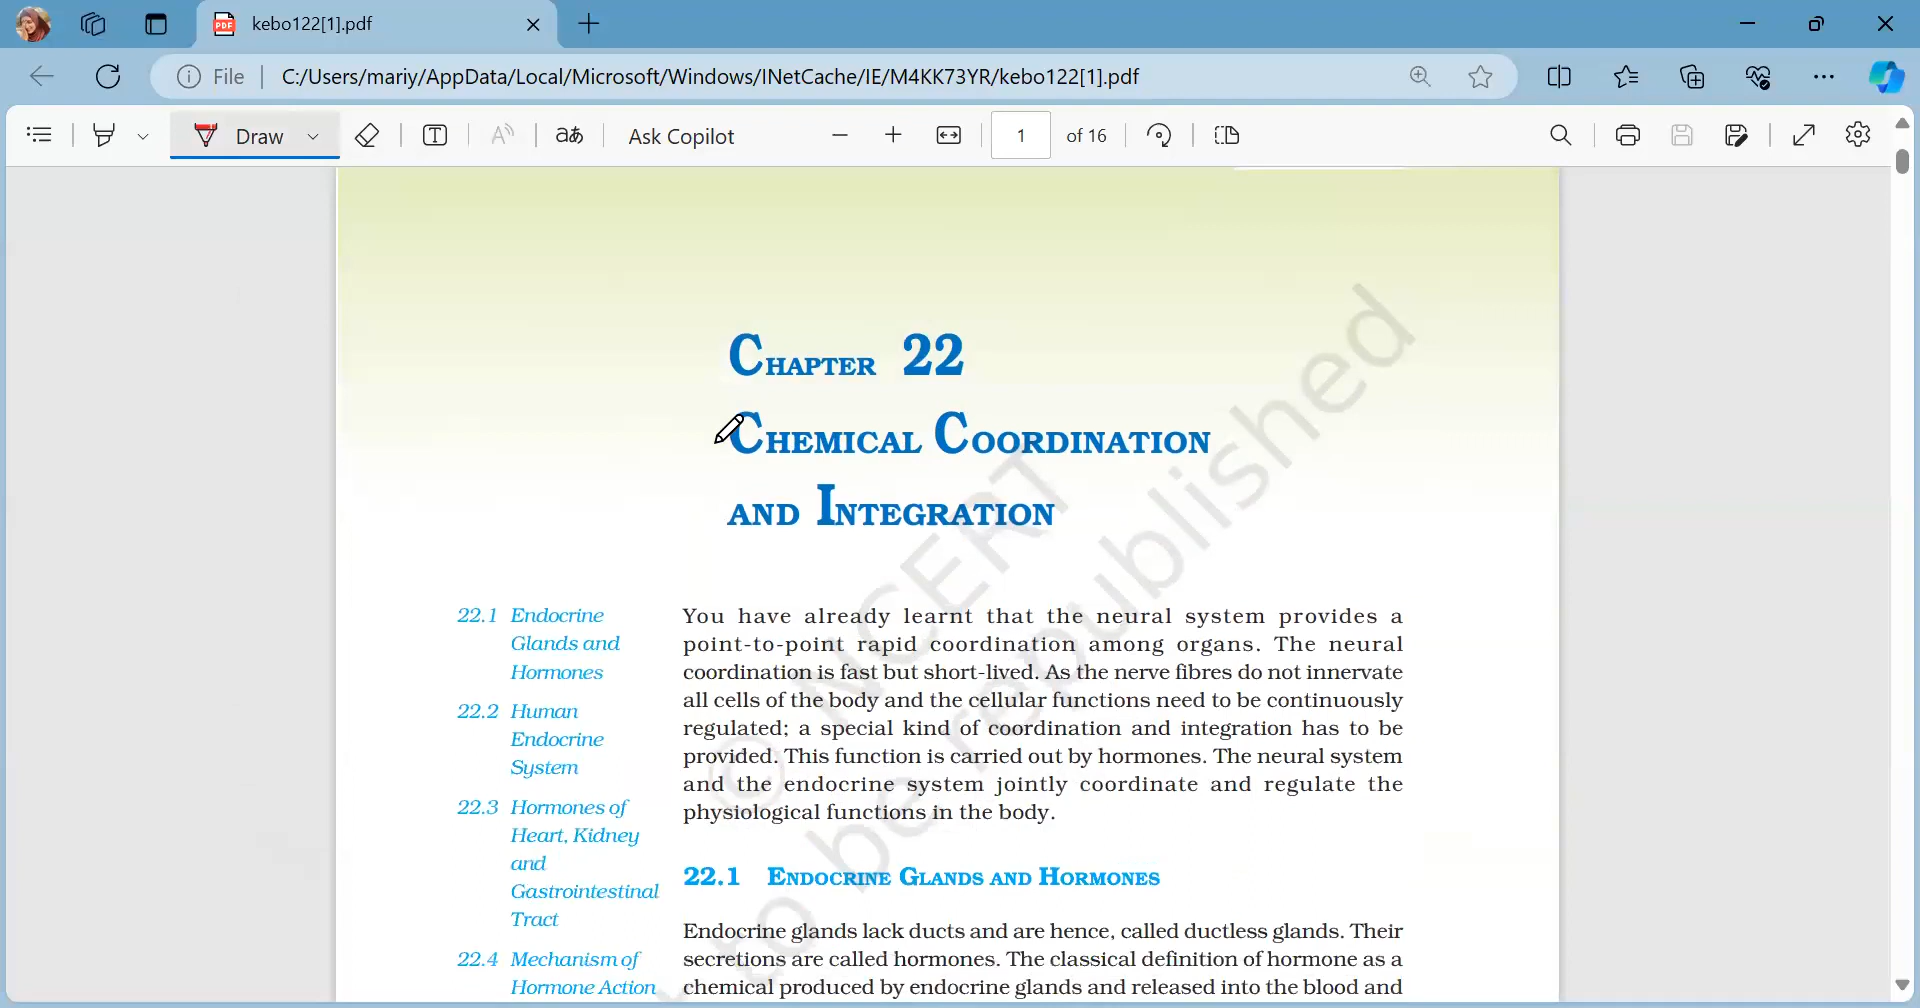 kebo122[1].pdf
File
C:/Users/mariy/AppData/Local/Microsoft/Windows/INetCache/IE/M4KK73YR/kebo122[1].pdf
Draw
T
A
aあ
Ask Copilot
1
of 16
PDF
CHAPTER 22
CHEMICAL COORDINATION
AND INTEGRATION
22.1 Endocrine
Glands and
Hormones
22.2 Human
Endocrine
System
22.3 Hormones of
Heart, Kidney
and
Gastrointestinal
Tract
22.4 Mechanism of
Hormone Action
You have already learnt that the neural system provides a
point-to-point rapid coordination among organs. The neural
coordination is fast but short-lived. As the nerve fibres do not innervate
all cells of the body and the cellular functions need to be continuously
regulated; a special kind of coordination and integration has to be
provided. This function is carried out by hormones. The neural system
and the endocrine system jointly coordinate and regulate the
physiological functions in the body.
22.1 ENDOCRINE GLANDS AND HORMONES
Endocrine glands lack ducts and are hence, called ductless glands. Their
secretions are called hormones. The classical definition of hormone as a
chemical produced by endocrine glands and released into the blood and
© NCERT
to be republished